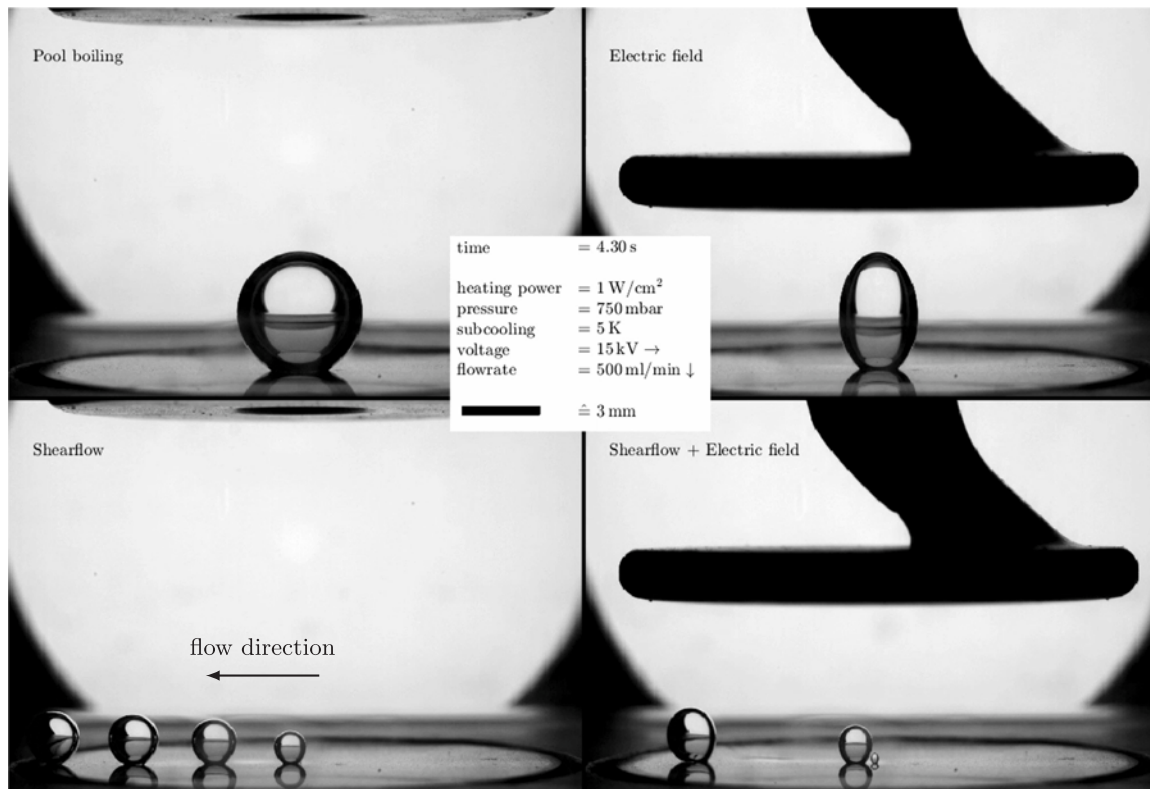 Pool boiling
Electric field
time = 4.30 s
heating power = 1 W/cm²
pressure = 750 mbar
subcooling = 5 K
voltage = 15 kV →
flowrate = 500 ml/min ↓
≙ 3 mm
Shearflow
Shearflow + Electric field
flow direction